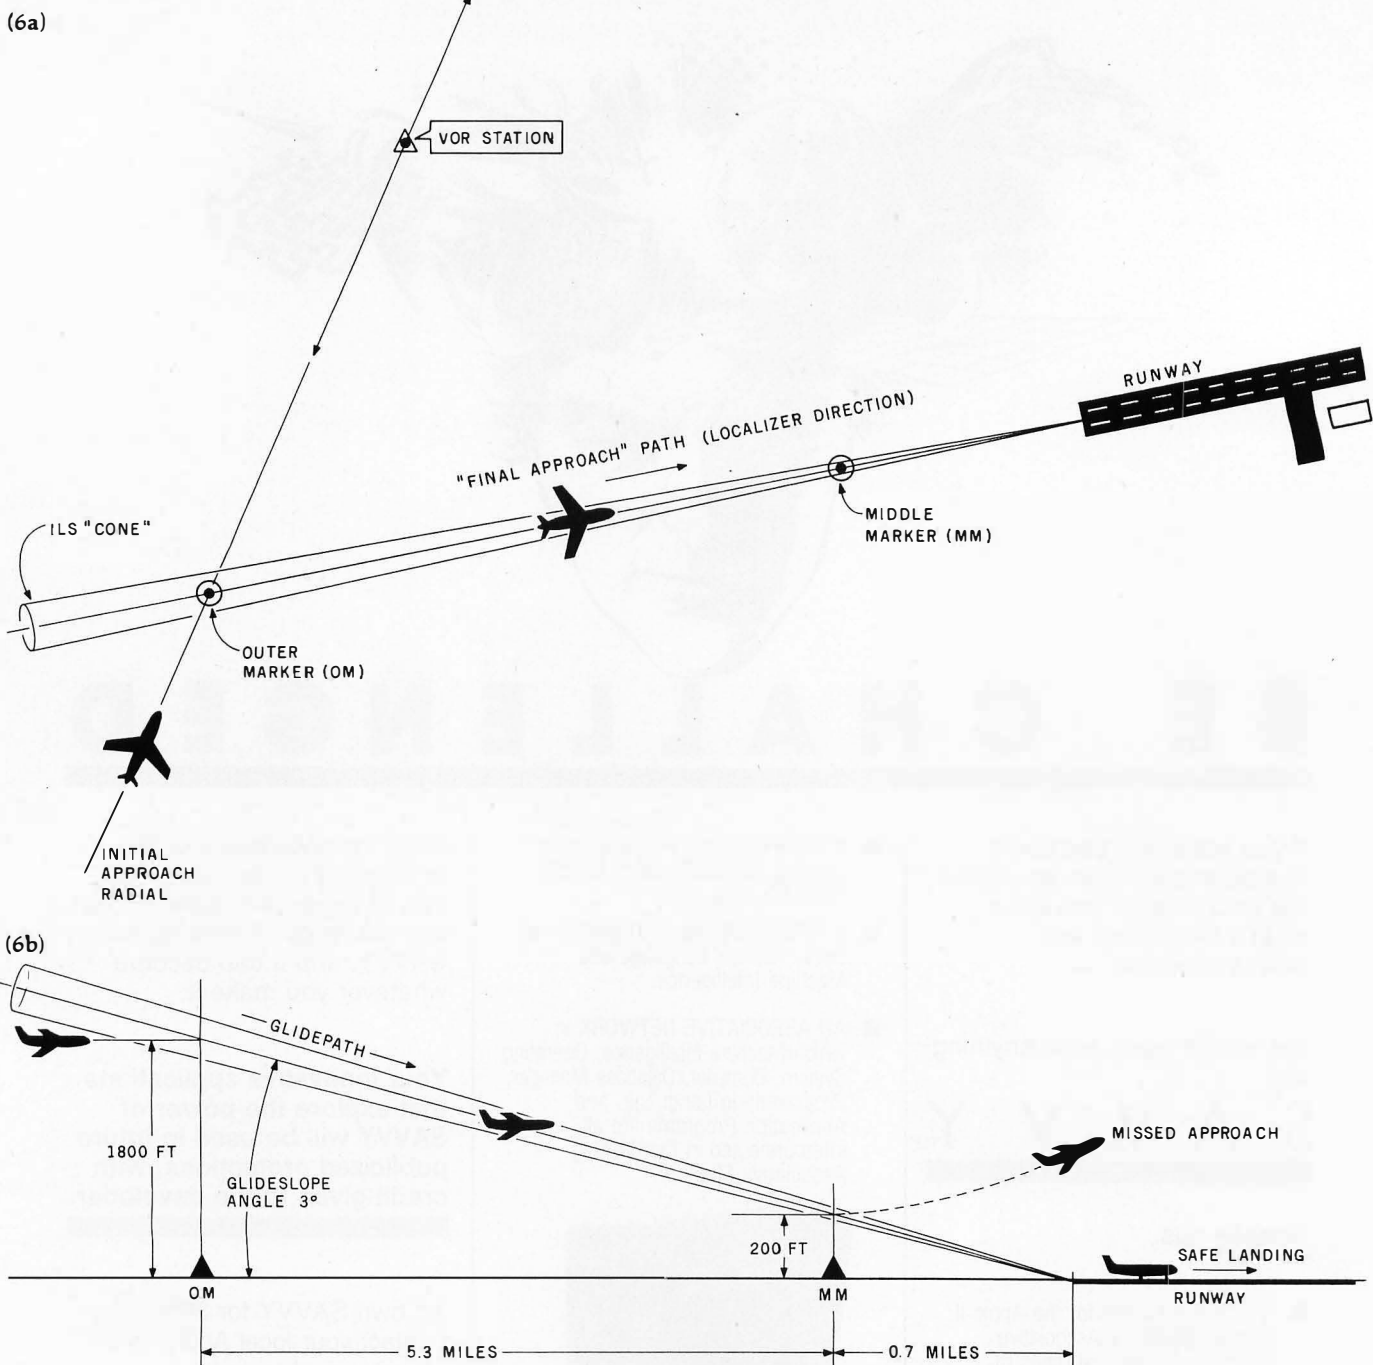 (6a)
VOR STATION
RUNWAY
"FINAL APPROACH" PATH (LOCALIZER DIRECTION)
ILS "CONE"
MIDDLE
MARKER (MM)
OUTER
MARKER (OM)
INITIAL
APPROACH
RADIAL
(6b)
GLIDEPATH
1800 FT
GLIDESLOPE
ANGLE 3°
MISSED APPROACH
200 FT
SAFE LANDING
OM
MM
RUNWAY
5.3 MILES
0.7 MILES